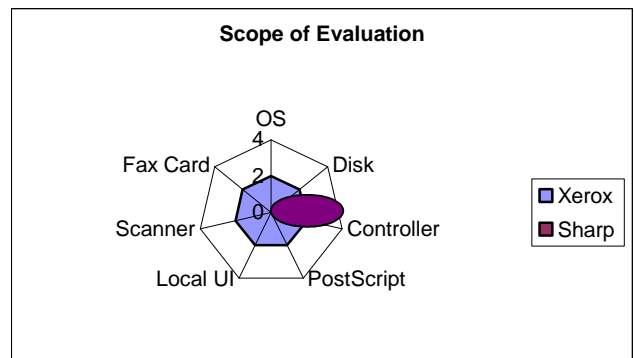 Scope of Evaluation
OS
4
Fax Card
Disk
2
Xerox
0
Scanner
Controller
Sharp
Local UI
PostScript